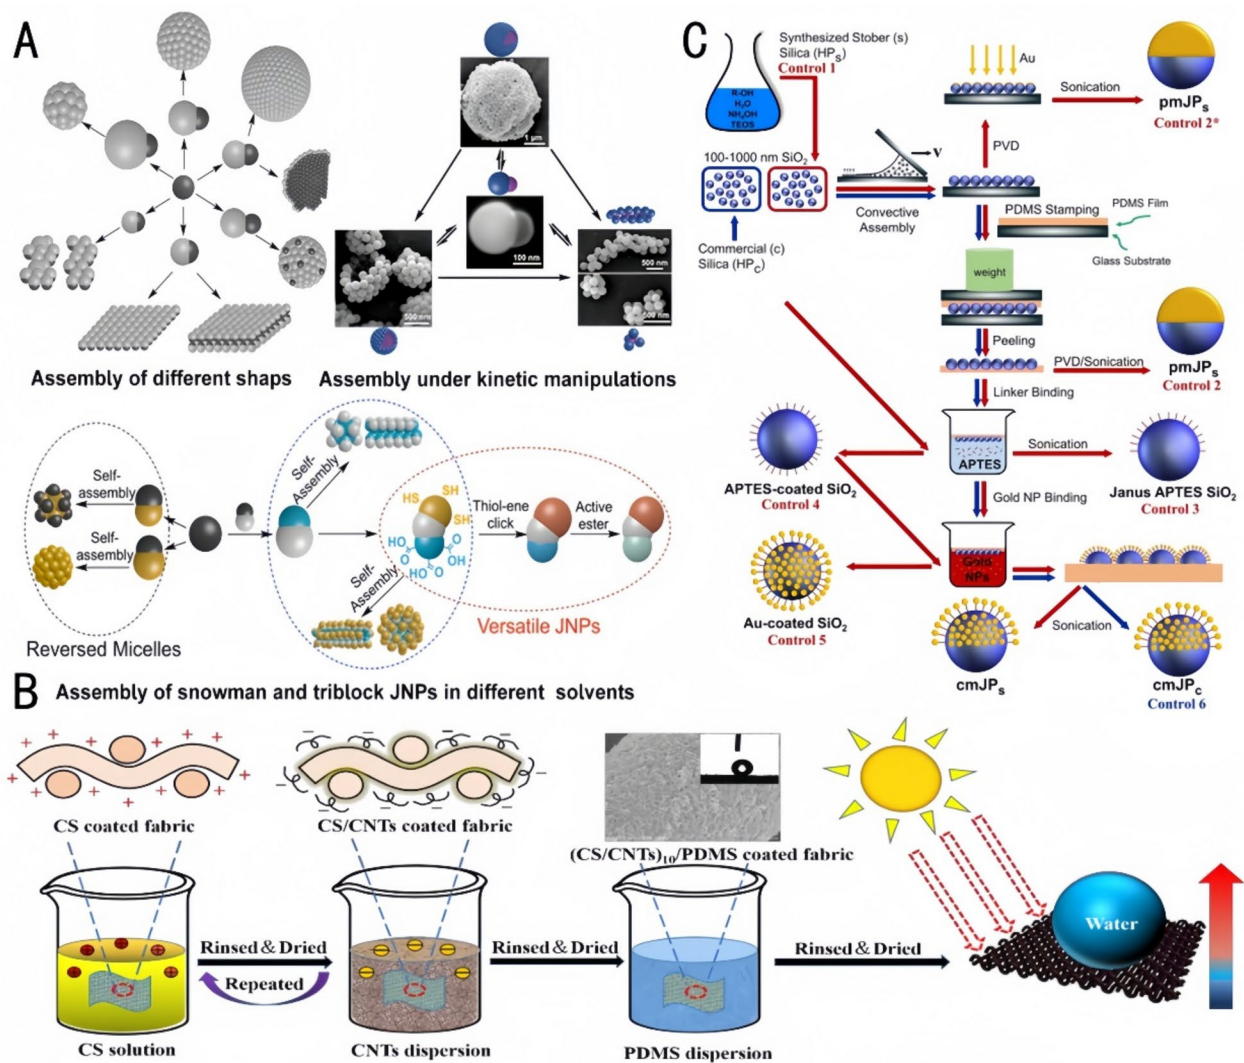 A
1 μm
100 nm
500 nm
500 nm
500 nm
Assembly of different shaps
Assembly under kinetic manipulations
Self-
assembly
Self-
assembly
Reversed Micelles
Self-
Assembly
HS
SH
SH
HO
O
O
OH
HO
O
Self-
Assembly
Thiol-ene
click
Active
ester
Versatile JNPs
Assembly of snowman and triblock JNPs in different solvents
C
R-OH
H2O
NH4OH
TEOS
Synthesized Stober (s)
Silica (HPS)
Control 1
100-1000 nm SiO2
Commercial (c)
Silica (HPC)
V
Convective
Assembly
Au
Sonication
pmJPs
Control 2*
PVD
PDMS Stamping
PDMS Film
Glass Substrate
weight
Peeling
PVD/Sonication
pmJPs
Control 2
Linker Binding
APTES
Sonication
Janus APTES SiO2
Control 3
APTES-coated SiO2
Control 4
Gold NP Binding
Gold
NPs
Au-coated SiO2
Control 5
Sonication
cmJPs
cmJPc
Control 6
B
CS coated fabric
CS/CNTs coated fabric
(CS/CNTs)10/PDMS coated fabric
Rinsed & Dried
Repeated
Rinsed & Dried
Rinsed & Dried
Water
CS solution
CNTs dispersion
PDMS dispersion